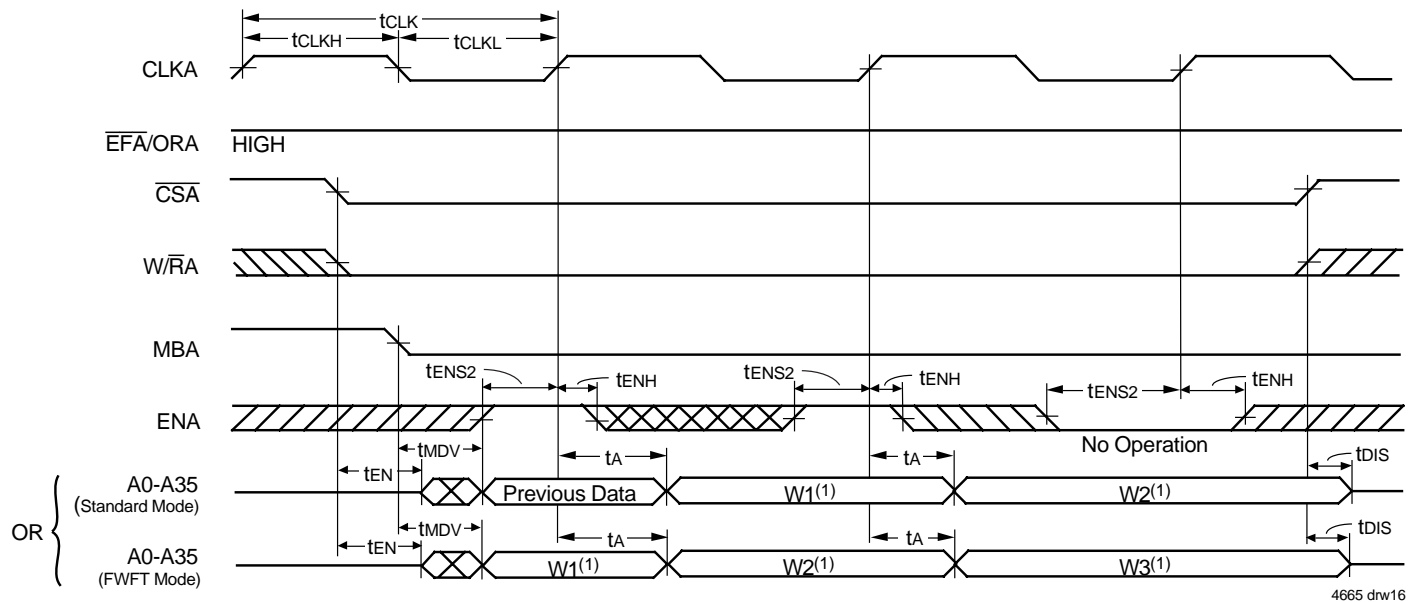 tCLK
tCLKH tCLKL
CLKA
EFA/ORA HIGH
CSA
W/RA
MBA
tENS2 tENH tENS2 tENH tENS2 tENH
ENA
No Operation
tMDV tA tA tDIS
tEN
A0-A35
(Standard Mode)
Previous Data W1(1) W2(1)
OR
tMDV tA tA tDIS
tEN
A0-A35
(FWFT Mode)
W1(1) W2(1) W3(1)
4665 drw16